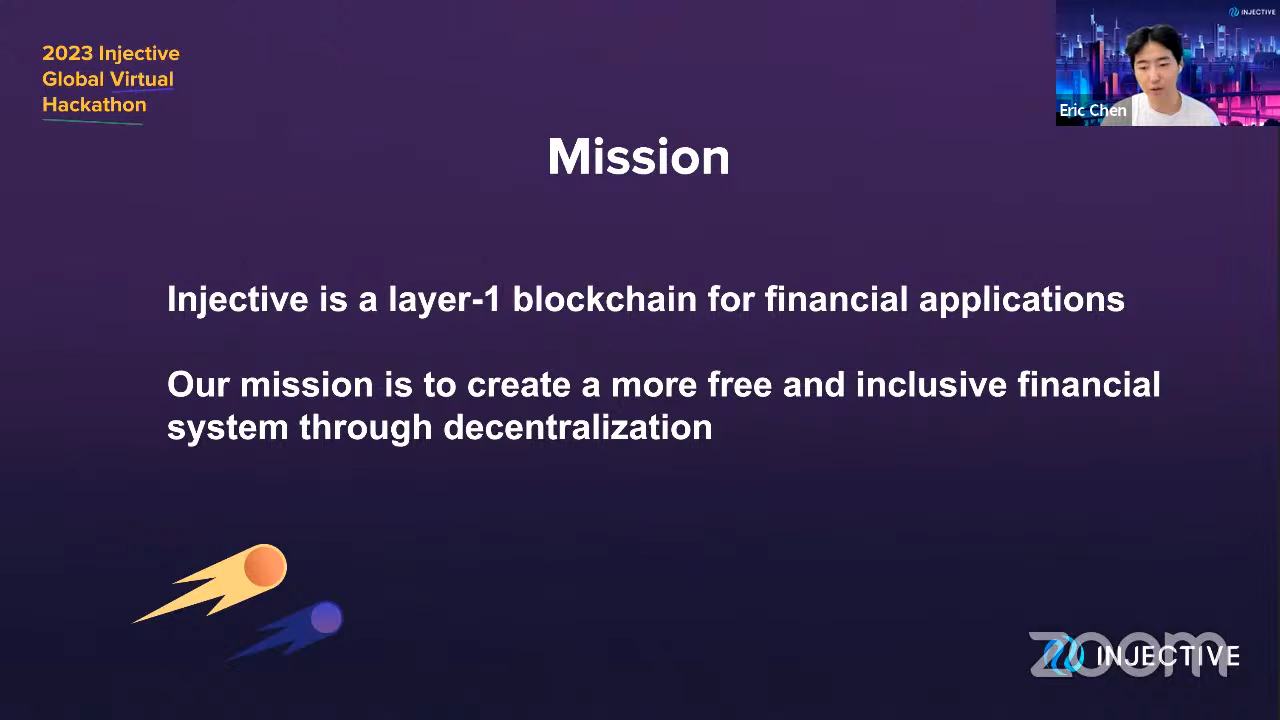 2023 Injective
Global Virtual
Hackathon
INJECTIVE
Eric Chen
Mission
Injective is a layer-1 blockchain for financial applications
Our mission is to create a more free and inclusive financial
system through decentralization
zoom
INJECTIVE